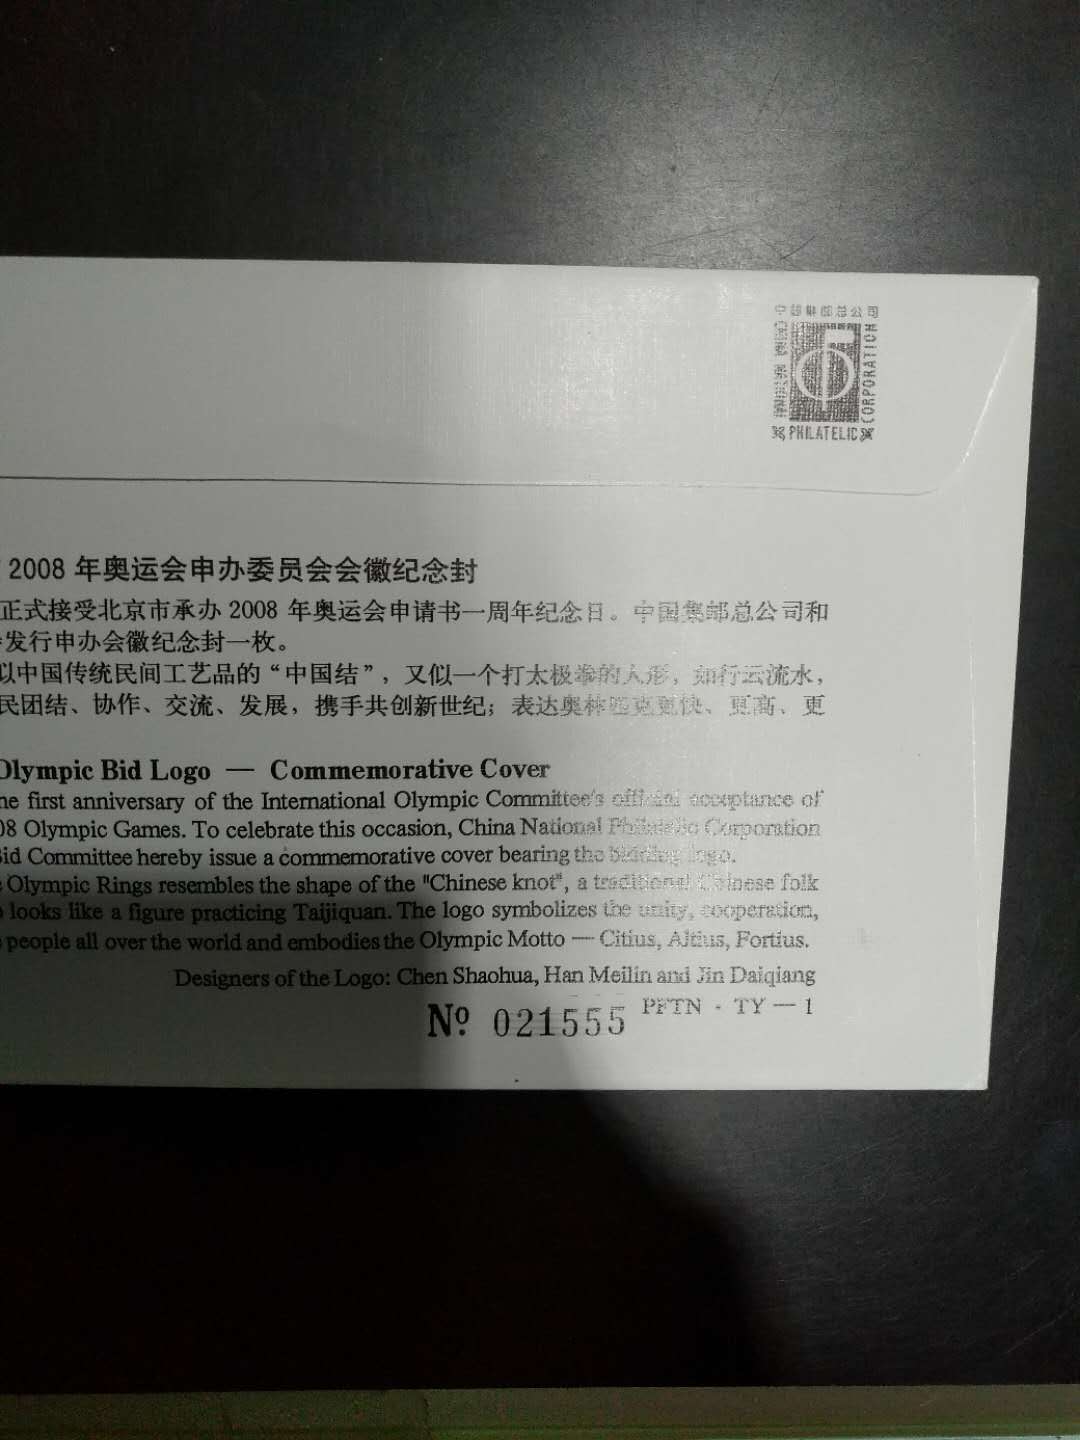 中国集邮总公司
CHINA NATIONAL
PHILATELIC
CORPORATION
2008 年奥运会申办委员会会徽纪念封
正式接受北京市承办 2008 年奥运会申请书一周年纪念日。中国集邮总公司和
发行申办会徽纪念封一枚。
似中国传统民间工艺品的“中国结”，又似一个打太极拳的人形，如行云流水，
民团结、协作、交流、发展，携手共创新世纪；表达奥林匹克更快、更高、更
Olympic Bid Logo — Commemorative Cover
he first anniversary of the International Olympic Committee's official acceptance of
08 Olympic Games. To celebrate this occasion, China National Philatelic Corporation
Bid Committee hereby issue a commemorative cover bearing the bidding logo.
Olympic Rings resembles the shape of the "Chinese knot", a traditional Chinese folk
looks like a figure practicing Taijiquan. The logo symbolizes the unity, cooperation,
people all over the world and embodies the Olympic Motto — Citius, Altius, Fortius.
Designers of the Logo: Chen Shaohua, Han Meilin and Jin Daiqiang
PFTN · TY — 1
Nº 021555